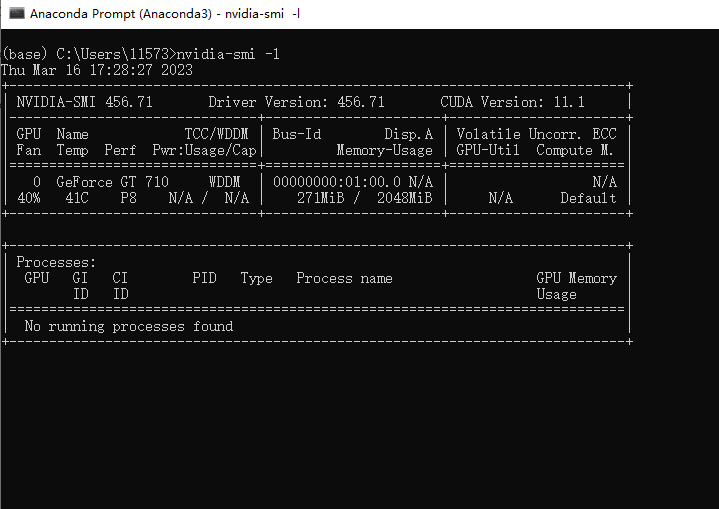 Anaconda Prompt (Anaconda3) - nvidia-smi -l
(base) C:\Users\11573>nvidia-smi -l
Thu Mar 16 17:28:27 2023
+-----------------------------------------------------------------------------+
| NVIDIA-SMI 456.71       Driver Version: 456.71       CUDA Version: 11.1     |
|-------------------------------+----------------------+----------------------+
| GPU  Name            TCC/WDDM | Bus-Id        Disp.A | Volatile Uncorr. ECC |
| Fan  Temp  Perf  Pwr:Usage/Cap|         Memory-Usage | GPU-Util  Compute M. |
|===============================+======================+======================|
|   0  GeForce GT 710     WDDM  | 00000000:01:00.0 N/A |                  N/A |
| 40%   41C    P8    N/A /  N/A |    271MiB /  2048MiB |     N/A      Default |
+-------------------------------+----------------------+----------------------+
+-----------------------------------------------------------------------------+
| Processes:                                                                  |
|  GPU   GI   CI        PID   Type   Process name                  GPU Memory |
|        ID   ID                                                   Usage      |
|=============================================================================|
|  No running processes found                                                 |
+-----------------------------------------------------------------------------+